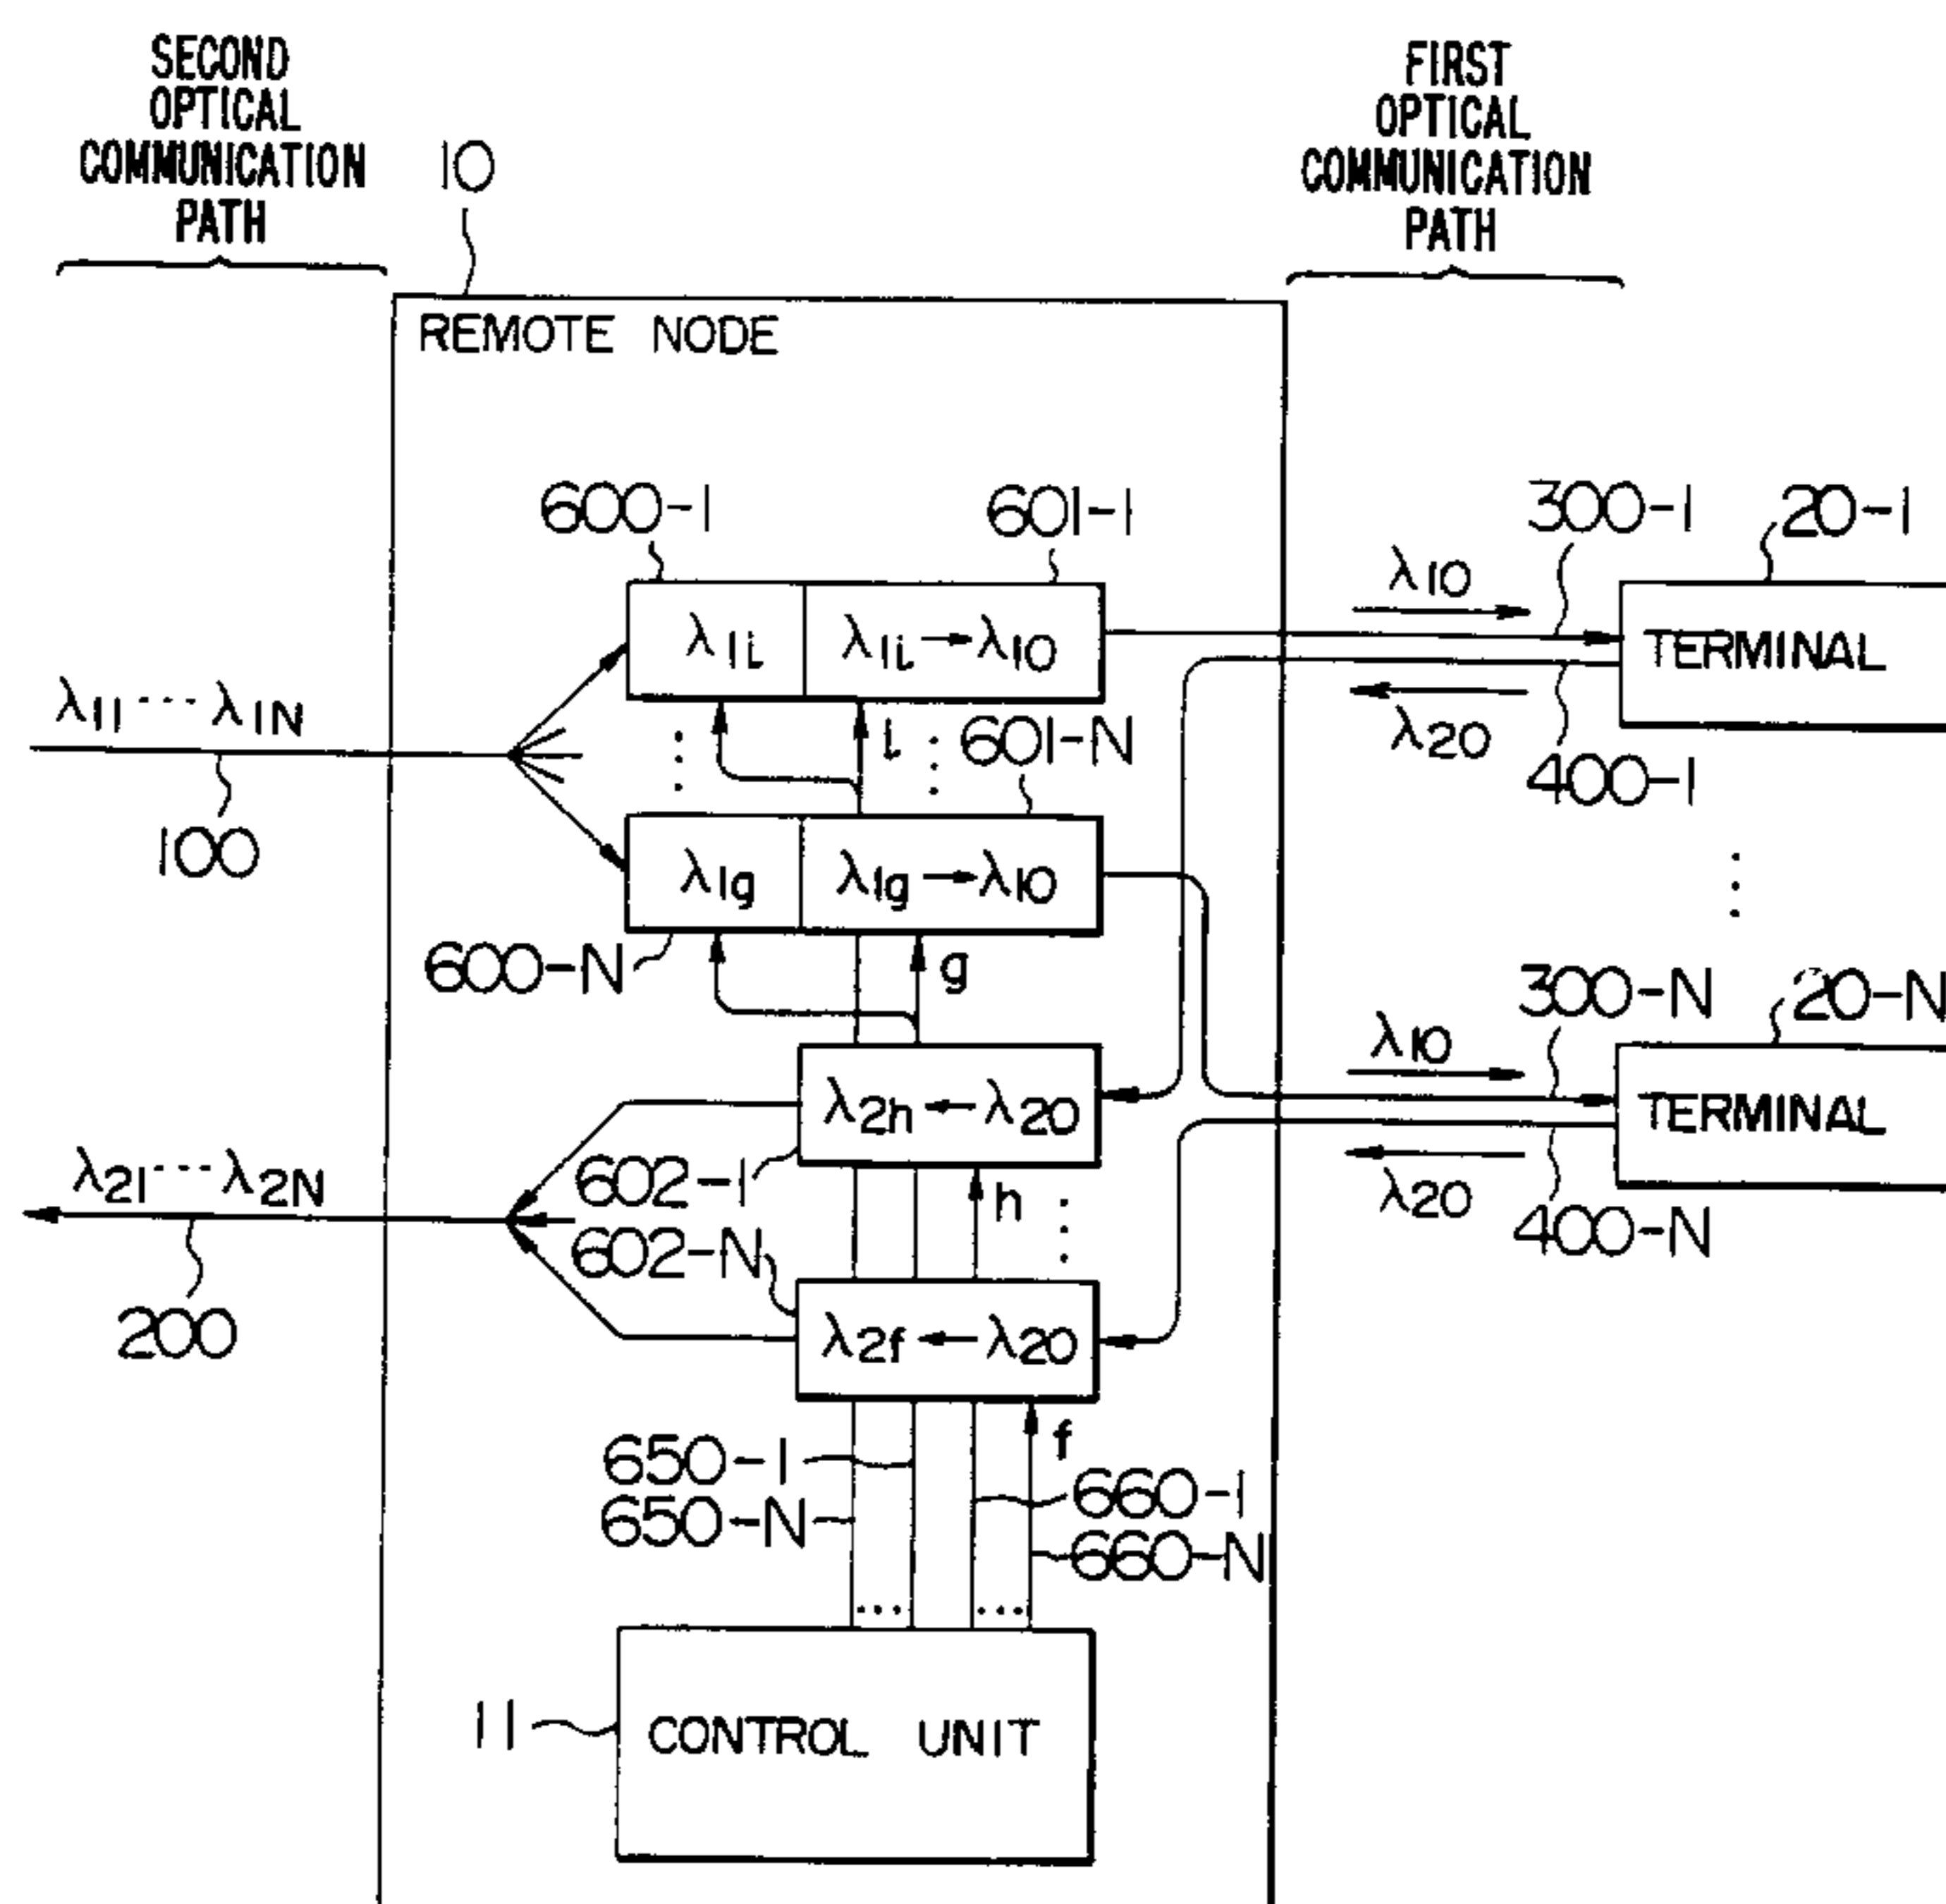 SECOND
OPTICAL
COMMUNICATION
PATH
10
FIRST
OPTICAL
COMMUNICATION
PATH
REMOTE NODE
600-1
601-1
300-1
20-1
λ10
λ1i
λ1i→λ10
TERMINAL
λ11 ···· λ1N
i
601-N
λ20
400-1
100
λ1g
λ1g→λ10
600-N
g
300-N
20-N
λ10
λ2h←λ20
TERMINAL
λ21 ···· λ2N
602-1
h
λ20
602-N
400-N
200
λ2f←λ20
f
650-1
660-1
650-N
660-N
11
CONTROL UNIT